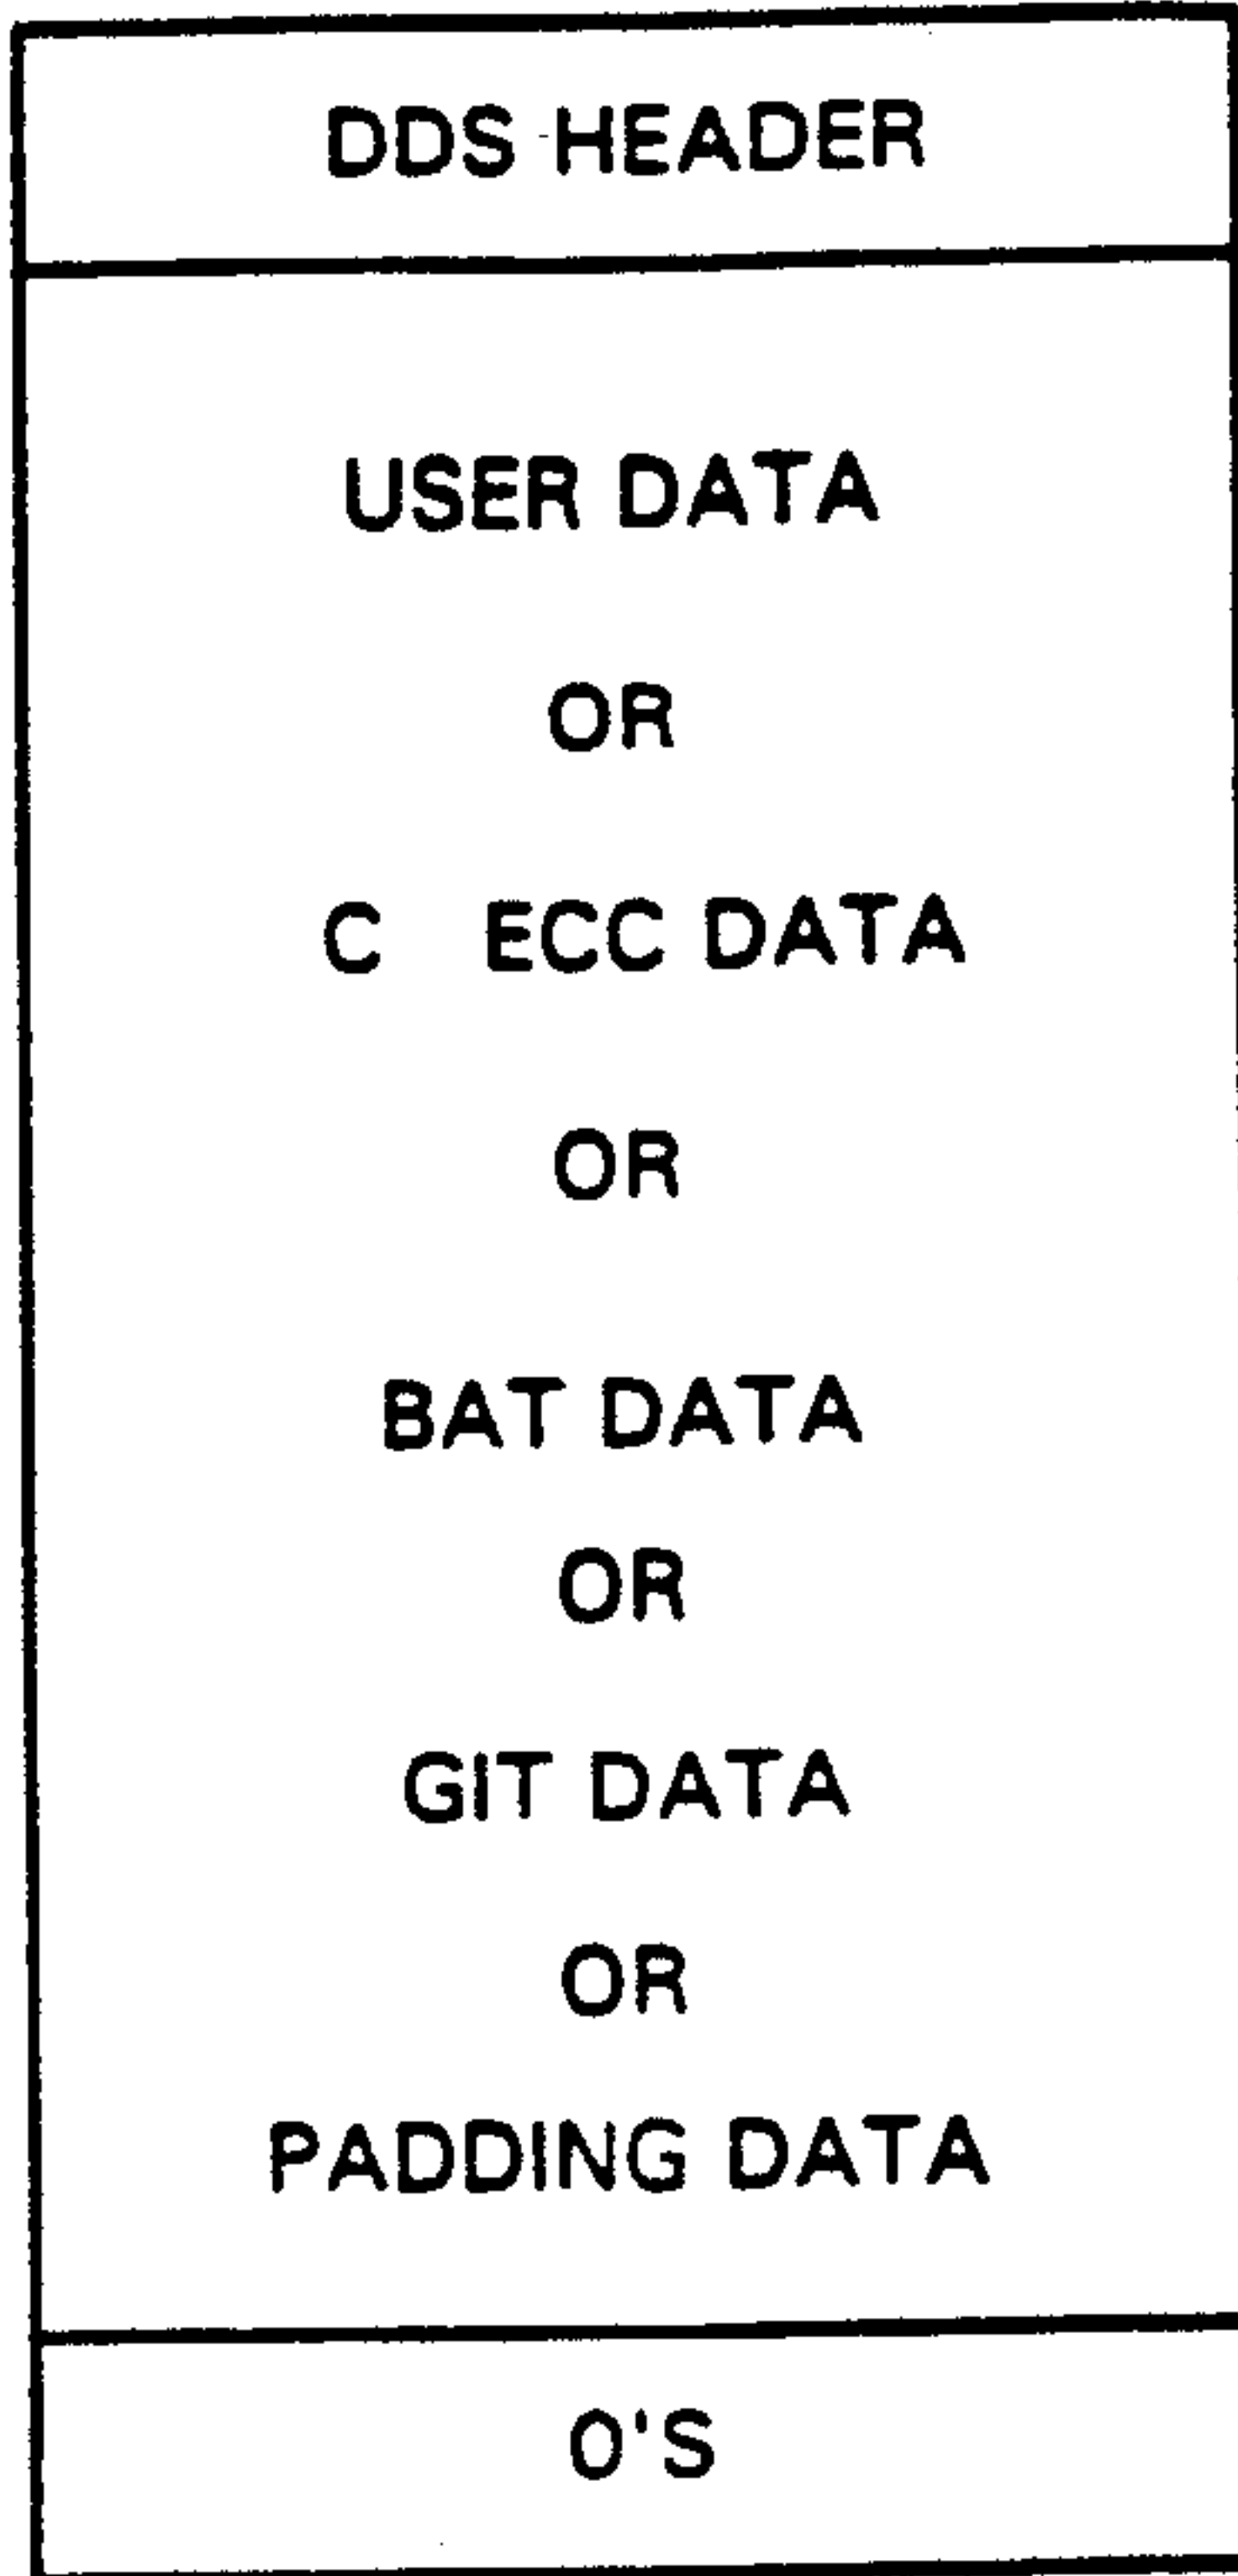 DDS HEADER
USER DATA
OR
C ECC DATA
OR
BAT DATA
OR
GIT DATA
OR
PADDING DATA
0'S